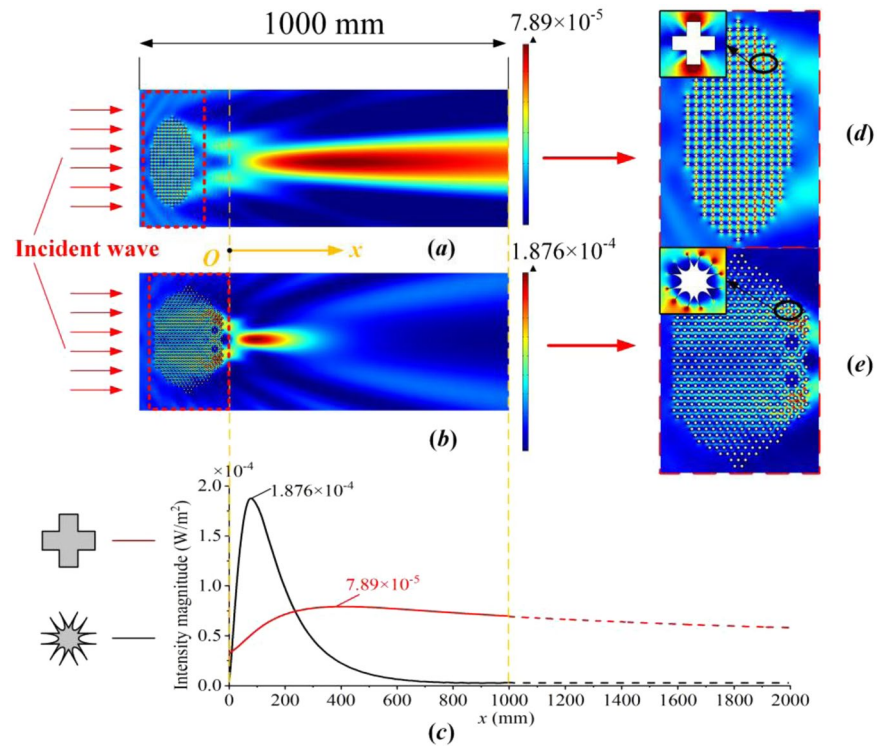 1000 mm
7.89×10⁻⁵
(d)
Incident wave
O
x
(a)
1.876×10⁻⁴
(b)
(e)
×10⁻⁴
2.0
1.5
1.0
0.5
0.0
Intensity magnitude (W/m²)
1.876×10⁻⁴
7.89×10⁻⁵
0 200 400 600 800 1000 1200 1400 1600 1800 2000
x (mm)
(c)